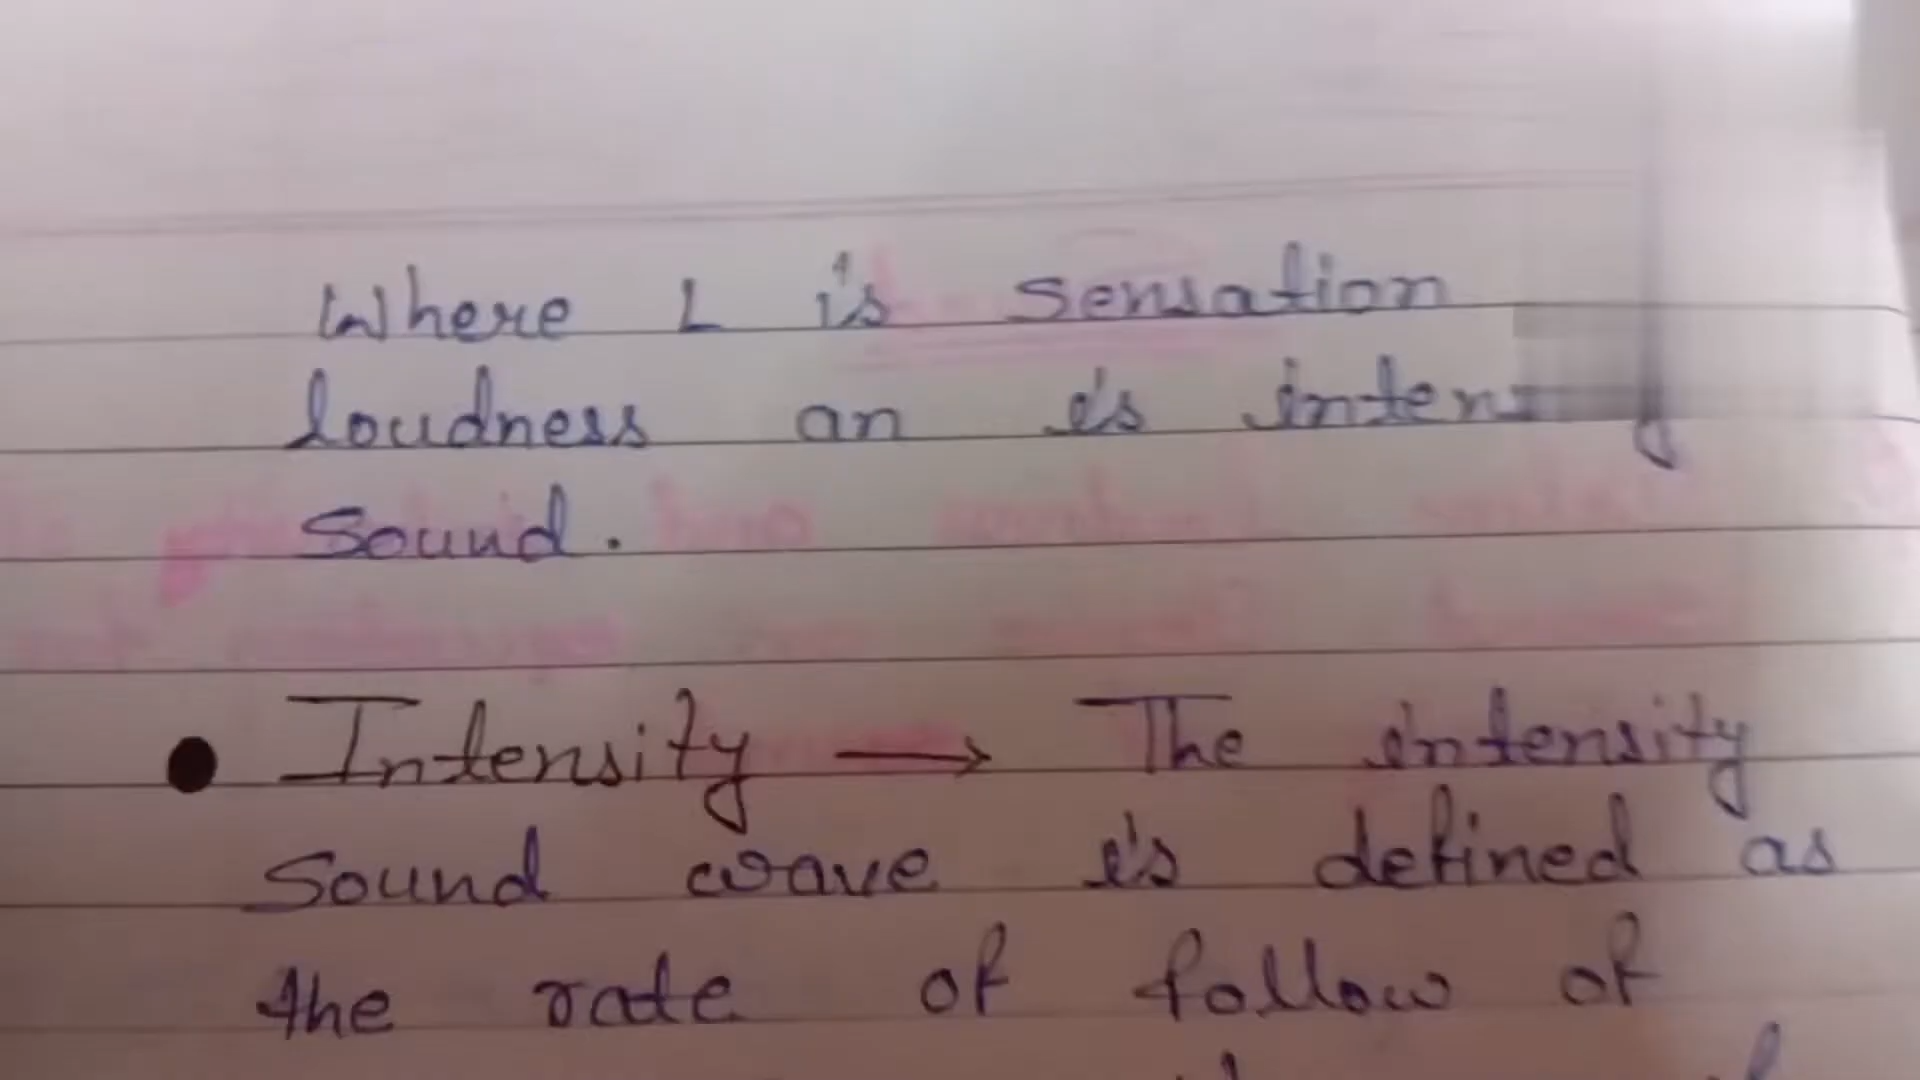 Where L is Sensation
loudness an is
Sound.
• Intensity → The intensity
Sound wave is defined as
the rate of follow of